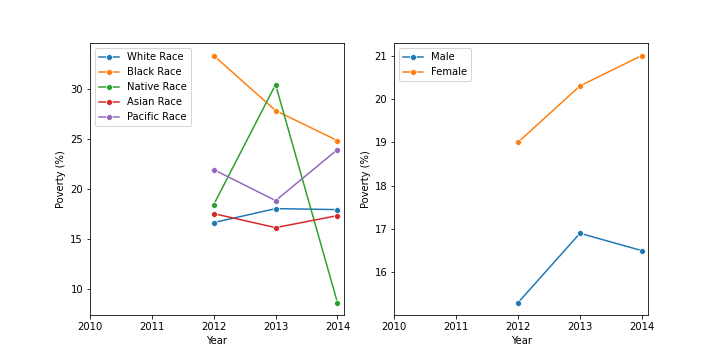 White Race
Black Race
Native Race
Asian Race
Pacific Race
30
25
20
15
10
Poverty (%)
2010 2011 2012 2013 2014
Year
Male
Female
21
20
19
18
17
16
Poverty (%)
2010 2011 2012 2013 2014
Year